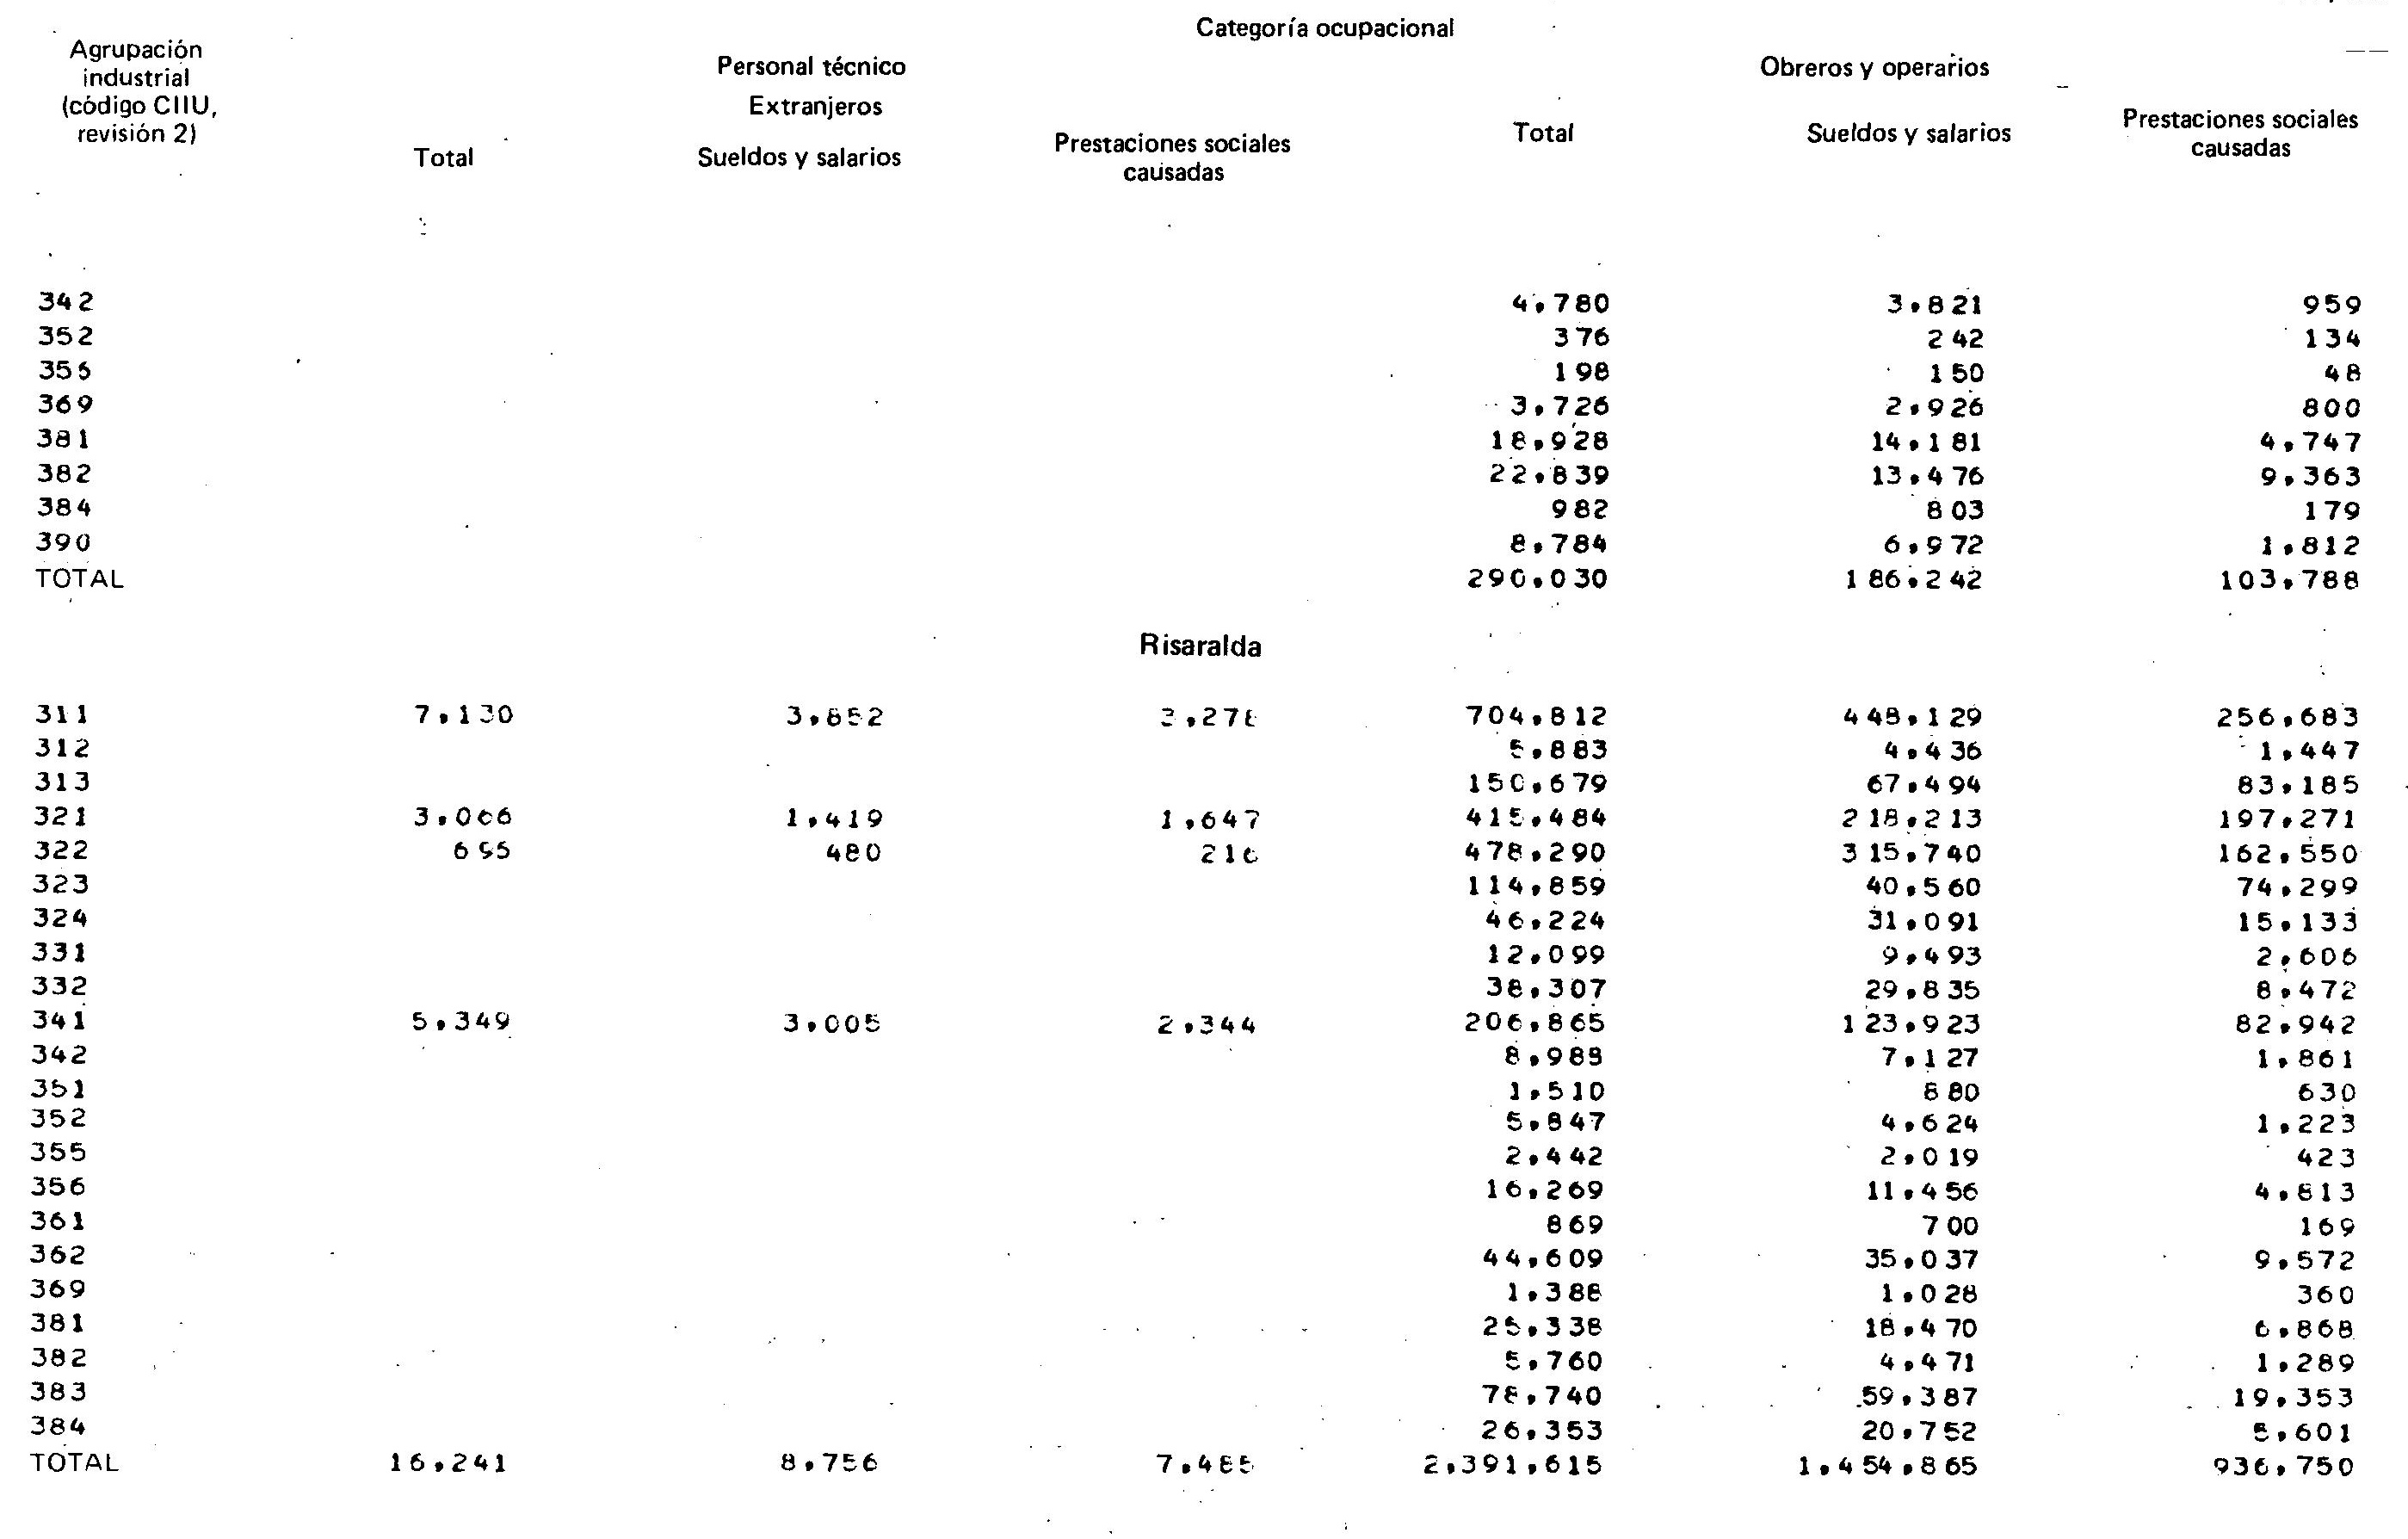 Categoría ocupacional
Agrupación industrial (código CIIU, revisión 2) Personal técnico Obreros y operarios
Extranjeros
Total Sueldos y salarios Prestaciones sociales causadas Total Sueldos y salarios Prestaciones sociales causadas
342 4,780 3,821 959
352 376 242 134
356 198 150 48
369 3,726 2,926 800
381 18,928 14,181 4,747
382 22,839 13,476 9,363
384 982 803 179
390 8,784 6,972 1,812
TOTAL 290,030 186,242 103,788
Risaralda
311 7,130 3,852 3,278 704,812 448,129 256,683
312 5,883 4,436 1,447
313 150,679 67,494 83,185
321 3,066 1,419 1,647 415,484 218,213 197,271
322 480 216 478,290 315,740 162,550
323 114,859 40,560 74,299
324 46,224 31,091 15,133
331 12,099 9,493 2,606
332 38,307 29,835 8,472
341 5,349 3,005 2,344 206,865 123,923 82,942
342 8,988 7,127 1,861
351 1,510 880 630
352 5,847 4,624 1,223
355 2,442 2,019 423
356 16,269 11,456 4,813
361 869 700 169
362 44,609 35,037 9,572
369 1,388 1,028 360
381 25,338 18,470 6,868
382 5,760 4,471 1,289
383 78,740 59,387 19,353
384 26,353 20,752 5,601
TOTAL 16,241 8,756 7,485 2,391,615 1,454,865 936,750